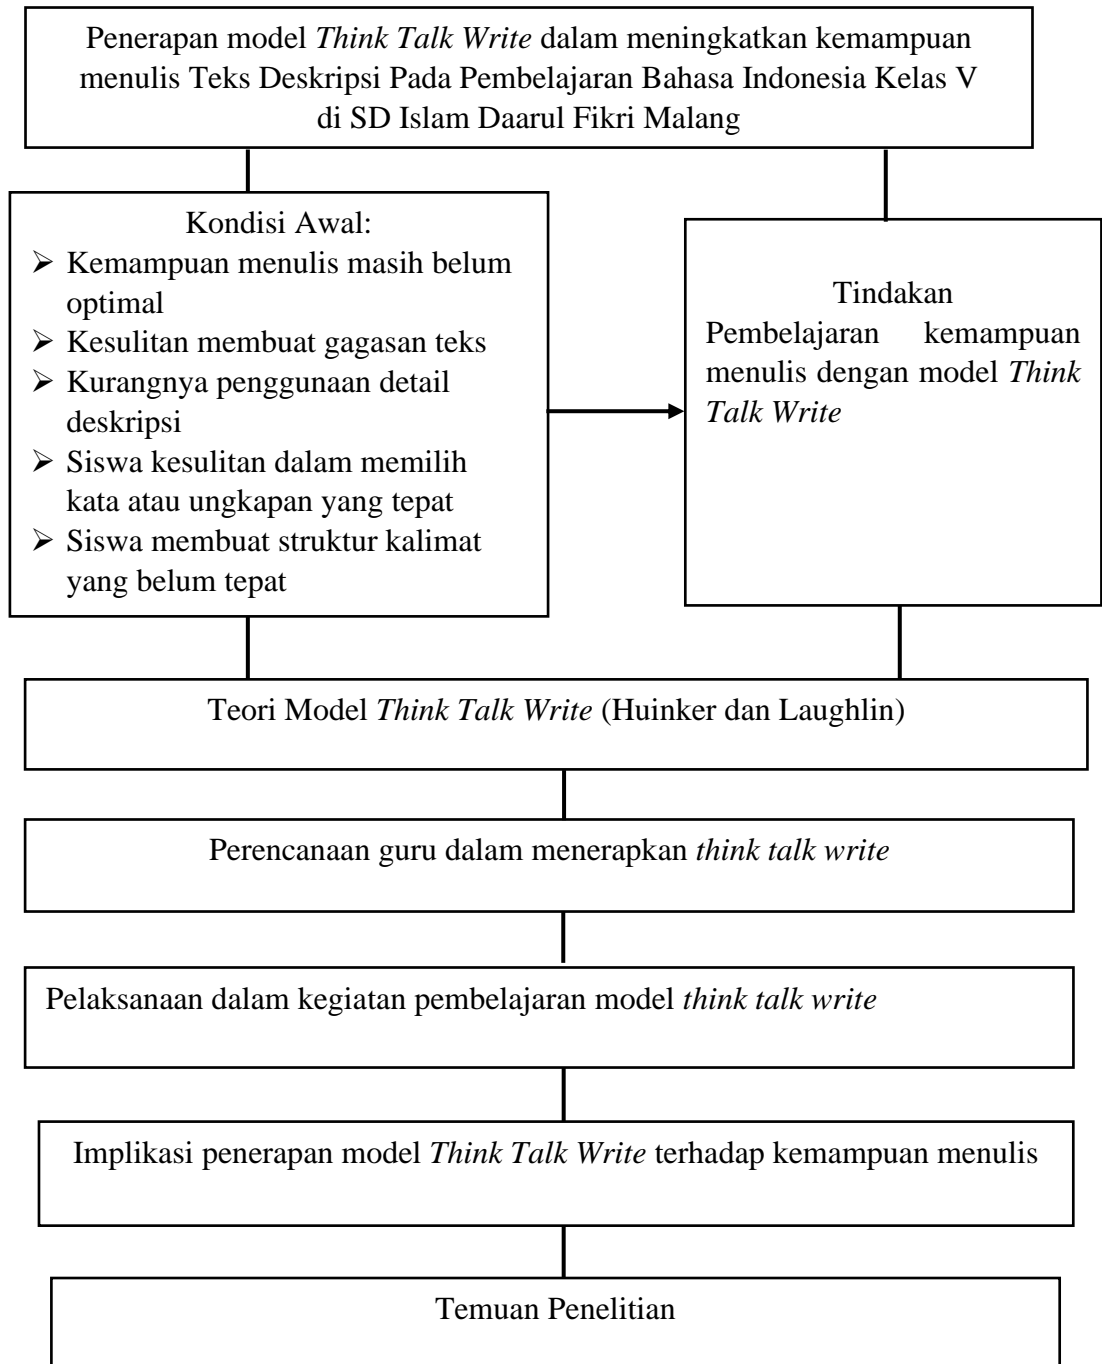 Penerapan model Think Talk Write dalam meningkatkan kemampuan
menulis Teks Deskripsi Pada Pembelajaran Bahasa Indonesia Kelas V
di SD Islam Daarul Fikri Malang
Kondisi Awal:
➢ Kemampuan menulis masih belum
optimal
➢ Kesulitan membuat gagasan teks
➢ Kurangnya penggunaan detail
deskripsi
➢ Siswa kesulitan dalam memilih
kata atau ungkapan yang tepat
➢ Siswa membuat struktur kalimat
yang belum tepat
Tindakan
Pembelajaran kemampuan
menulis dengan model Think
Talk Write
Teori Model Think Talk Write (Huinker dan Laughlin)
Perencanaan guru dalam menerapkan think talk write
Pelaksanaan dalam kegiatan pembelajaran model think talk write
Implikasi penerapan model Think Talk Write terhadap kemampuan menulis
Temuan Penelitian